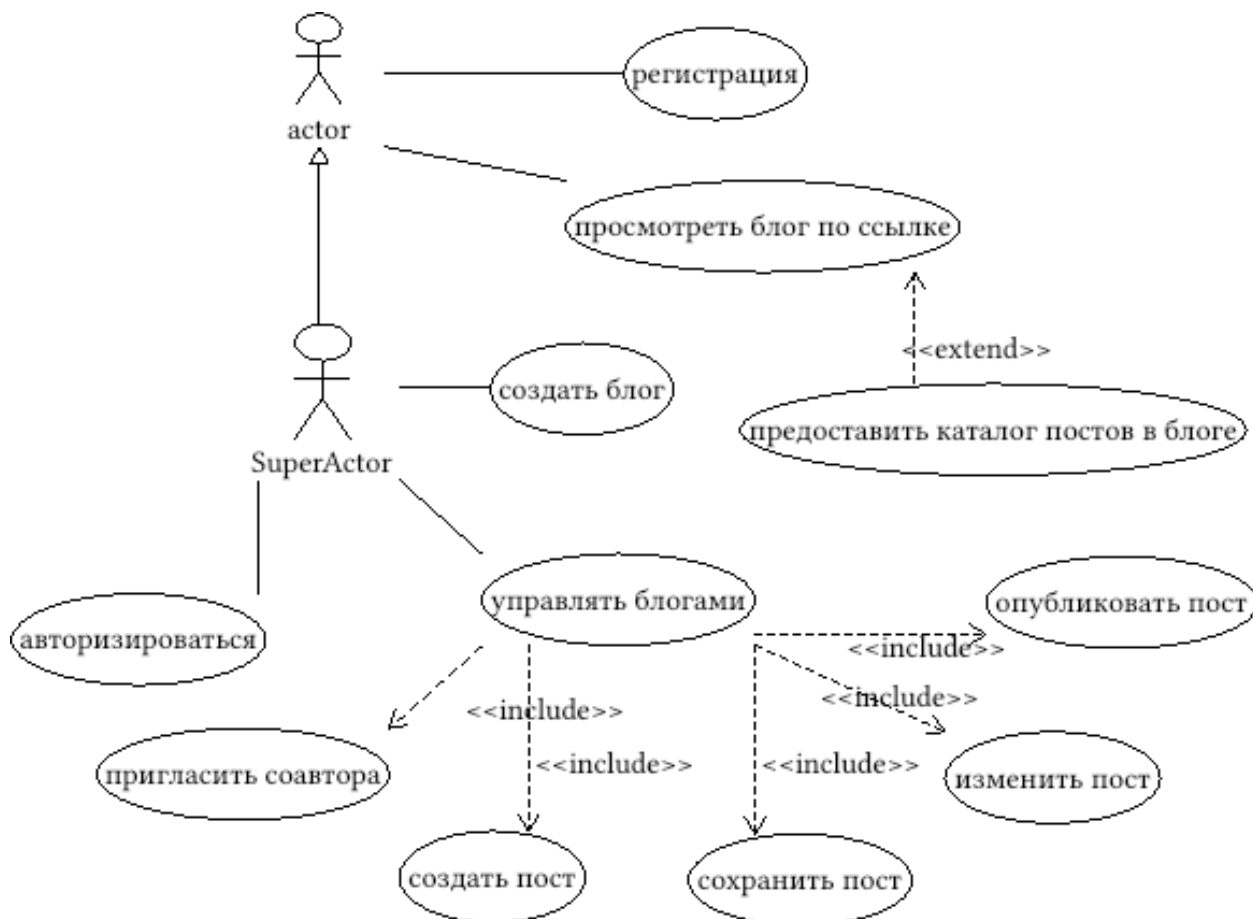 регистрация
actor
просмотреть блог по ссылке
<<extend>>
создать блог
предоставить каталог постов в блоге
SuperActor
управлять блогами
опубликовать пост
авторизироваться
<<include>>
<<include>>
<<include>>
пригласить соавтора
<<include>>
<<include>>
изменить пост
создать пост
сохранить пост